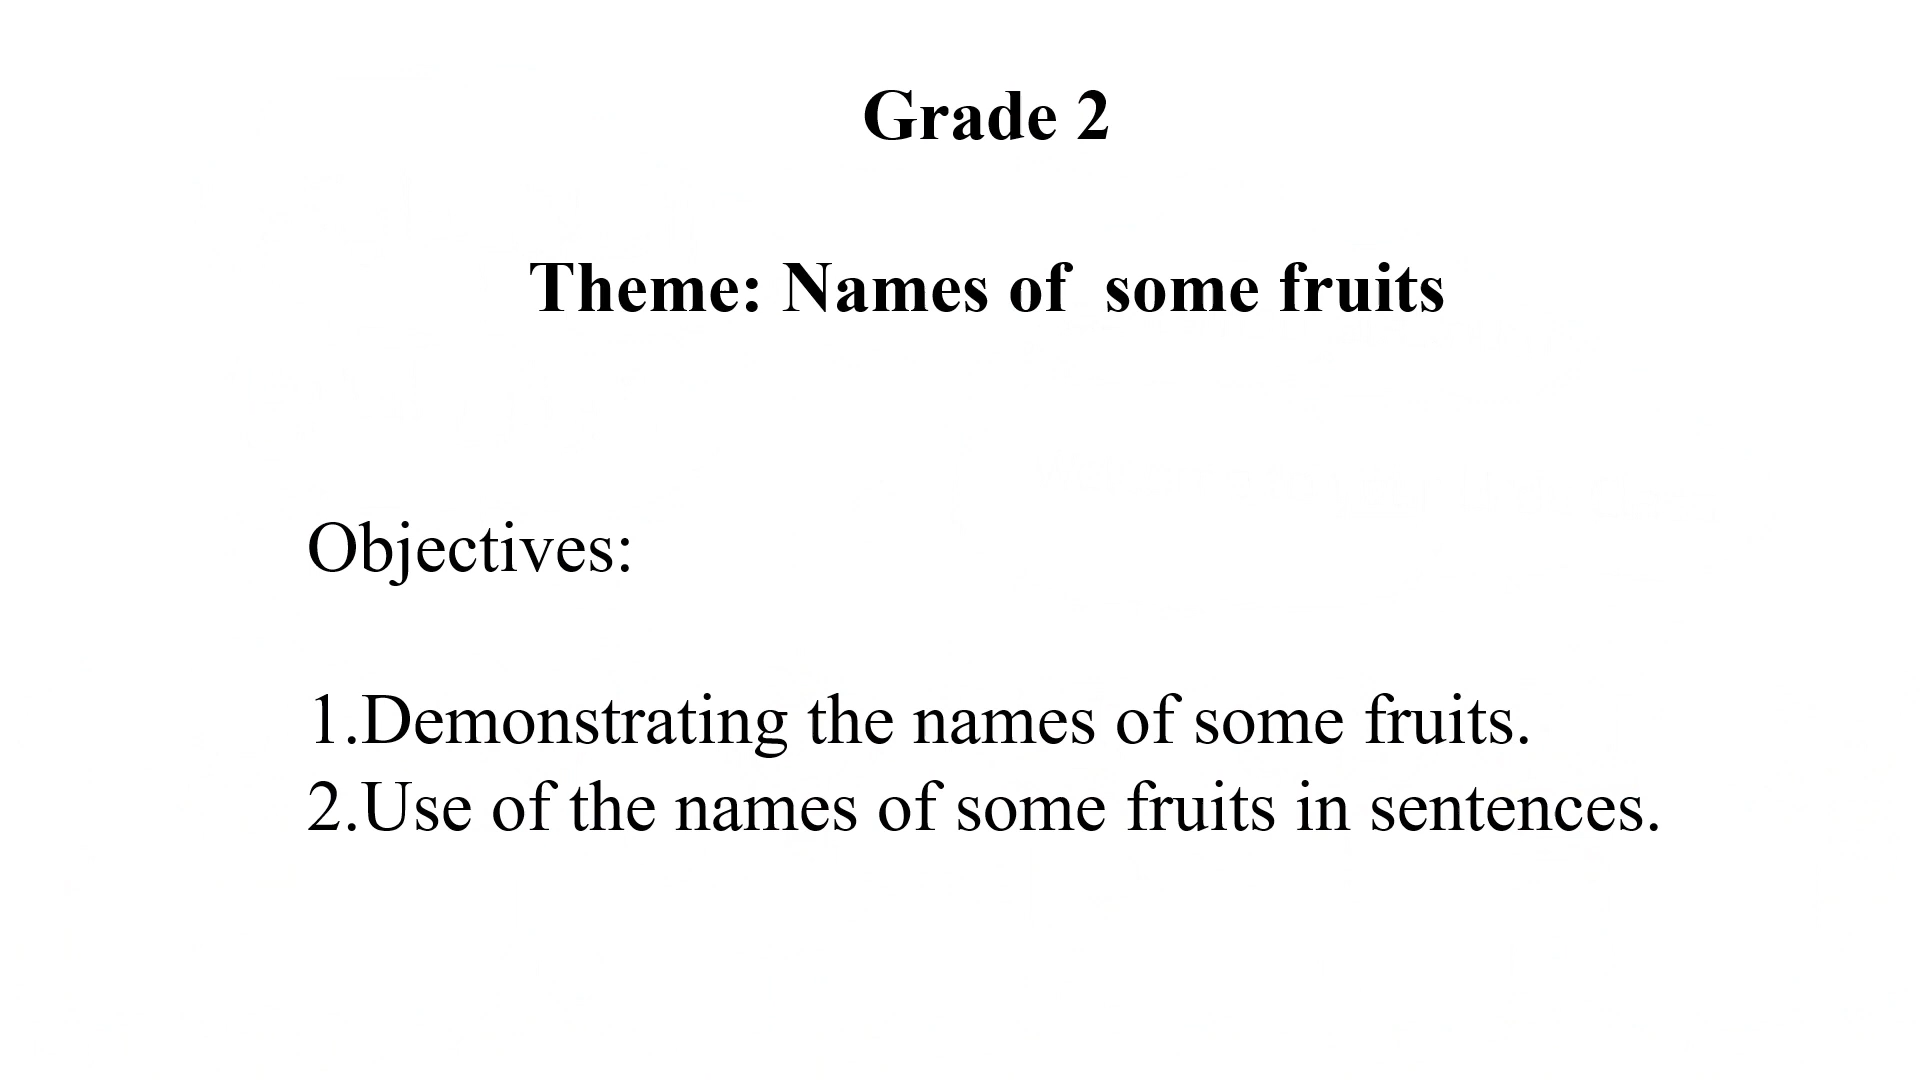 Grade 2
Theme: Names of  some fruits
Objectives:
1.Demonstrating the names of some fruits.
2.Use of the names of some fruits in sentences.